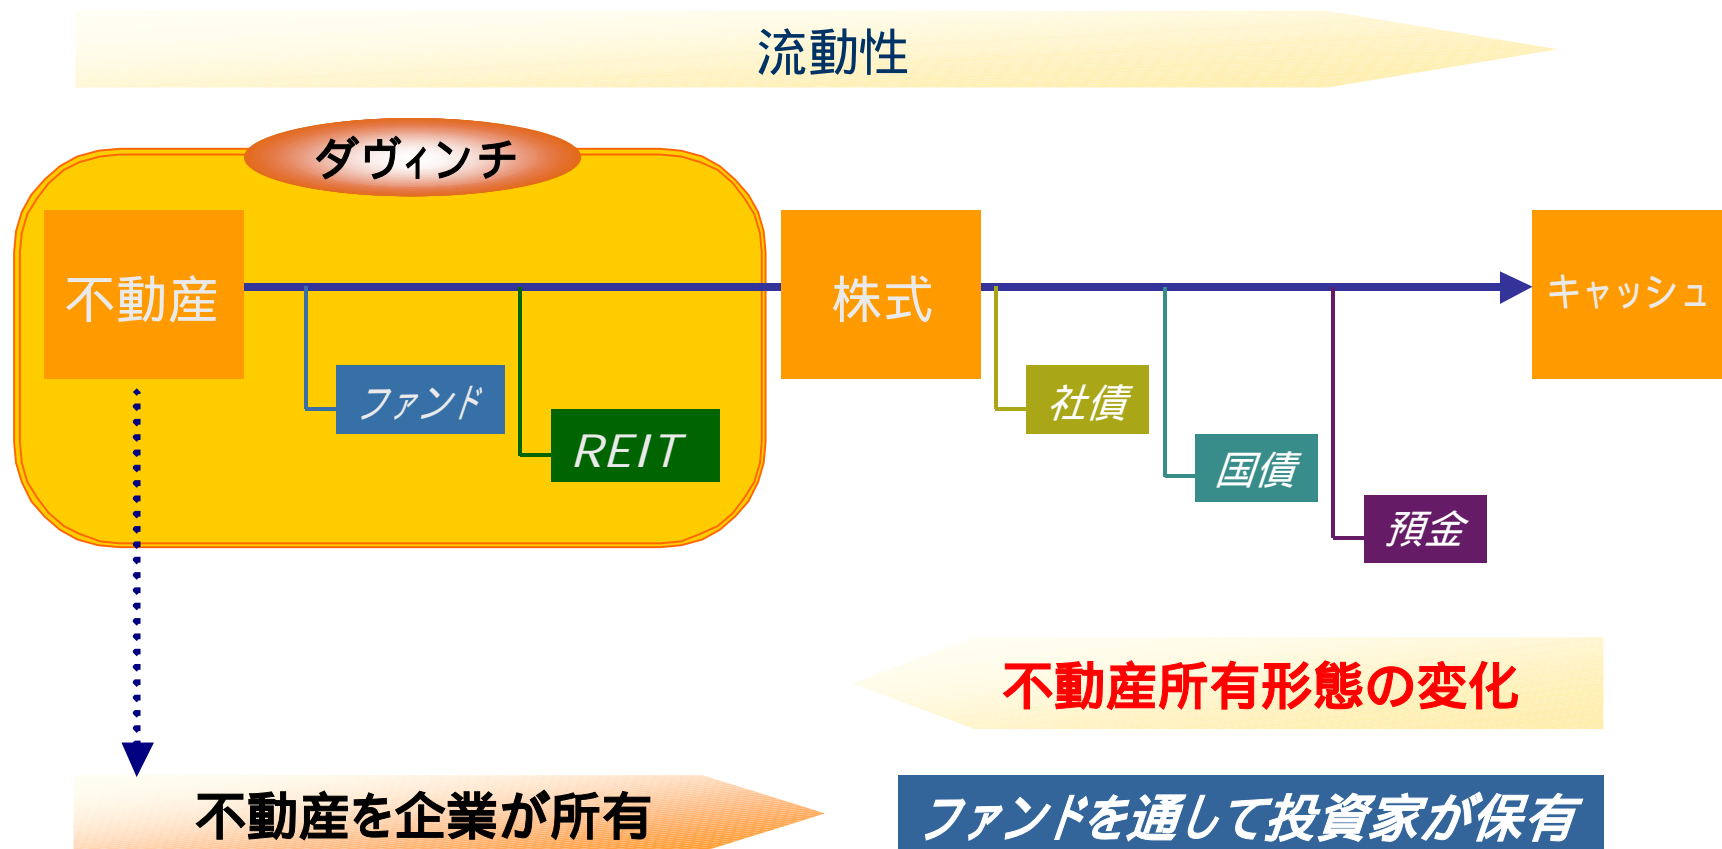 流動性
ダヴィンチ
不動産
株式
キャッシュ
ファンド
REIT
社債
国債
預金
不動産所有形態の変化
不動産を企業が所有
ファンドを通して投資家が保有